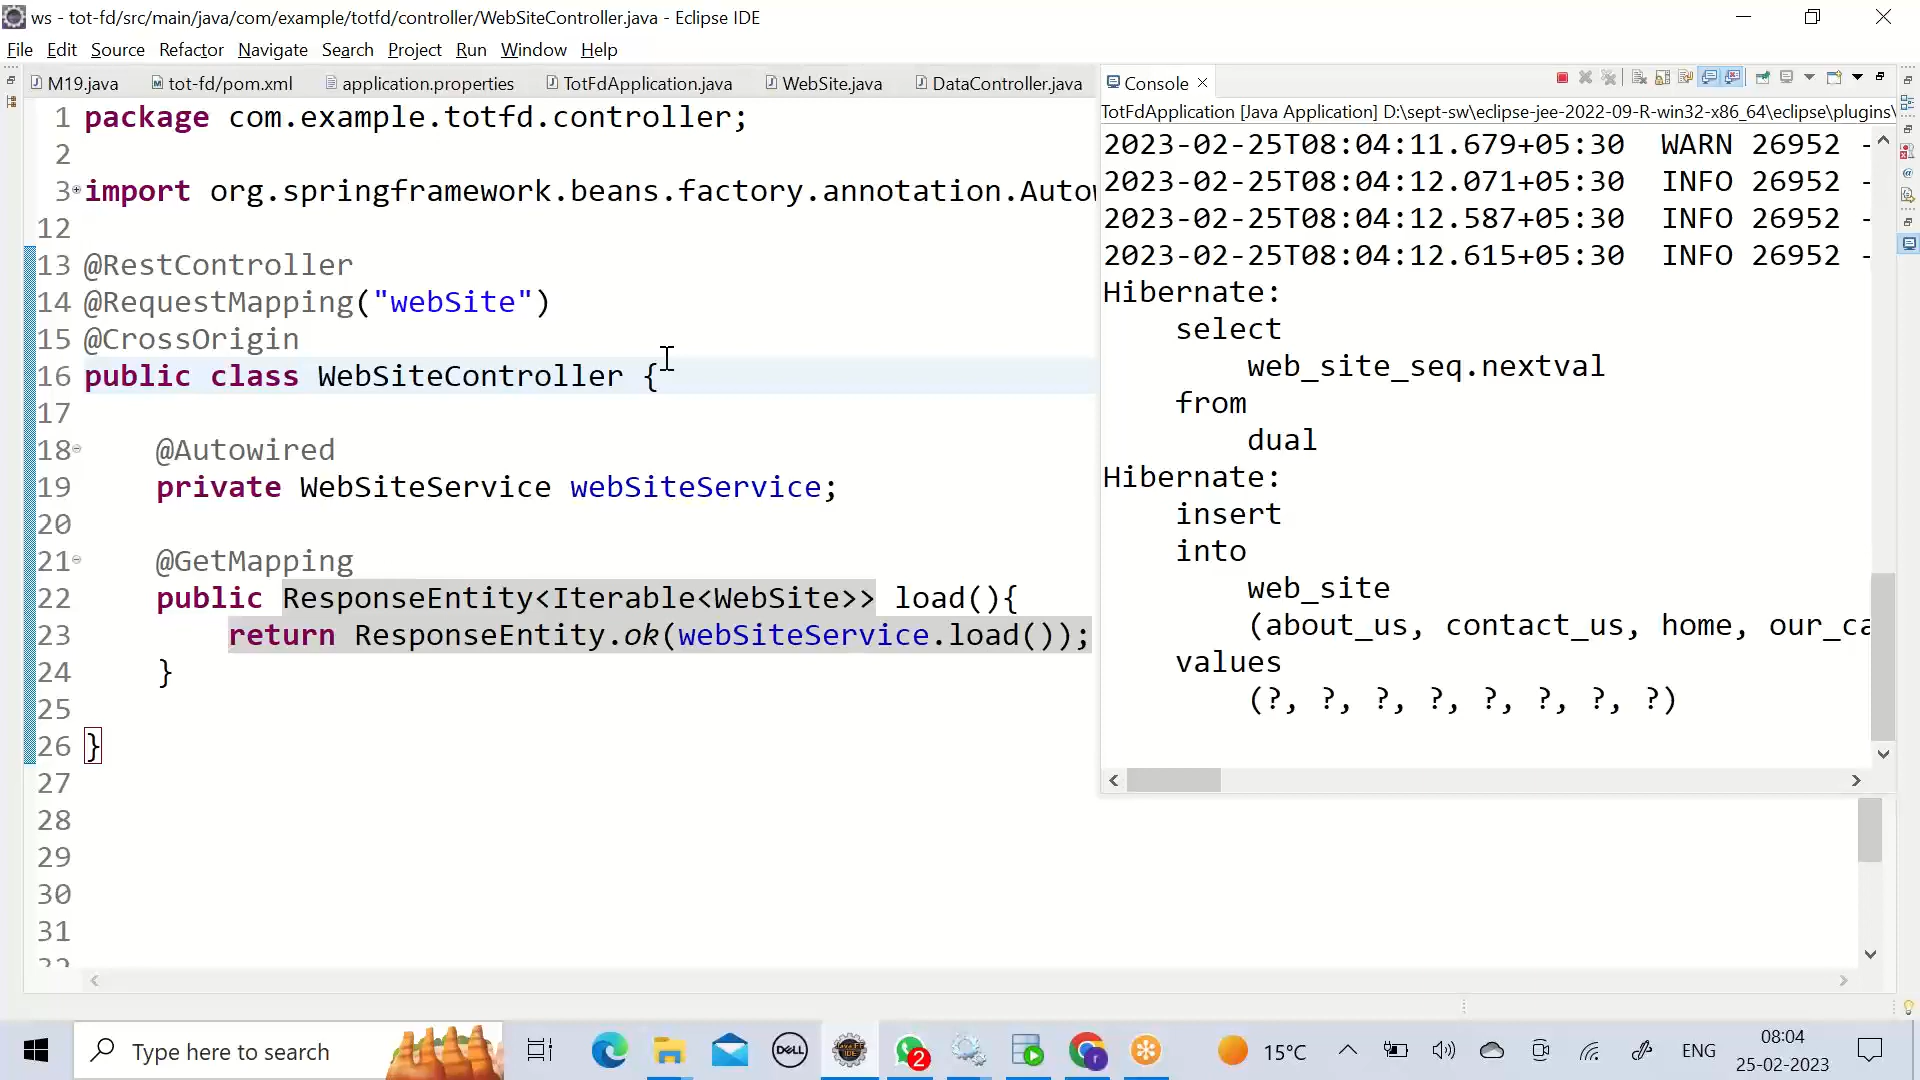 ws - tot-fd/src/main/java/com/example/totfd/controller/WebSiteController.java - Eclipse IDE
File Edit Source Refactor Navigate Search Project Run Window Help
M19.java tot-fd/pom.xml application.properties TotFdApplication.java WebSite.java DataController.java
1 package com.example.totfd.controller;
2
3 import org.springframework.beans.factory.annotation.Autow
12
13 @RestController
14 @RequestMapping("webSite")
15 @CrossOrigin
16 public class WebSiteController {
17
18 @Autowired
19 private WebSiteService webSiteService;
20
21 @GetMapping
22 public ResponseEntity<Iterable<WebSite>> load(){
23 return ResponseEntity.ok(webSiteService.load());
24 }
25
26 }
27
28
29
30
31
32
Console
TotFdApplication [Java Application] D:\sept-sw\eclipse-jee-2022-09-R-win32-x86_64\eclipse\plugins\
2023-02-25T08:04:11.679+05:30 WARN 26952 -
2023-02-25T08:04:12.071+05:30 INFO 26952 -
2023-02-25T08:04:12.587+05:30 INFO 26952 -
2023-02-25T08:04:12.615+05:30 INFO 26952 -
Hibernate:
select
web_site_seq.nextval
from
dual
Hibernate:
insert
into
web_site
(about_us, contact_us, home, our_ca
values
(?, ?, ?, ?, ?, ?, ?, ?)
Type here to search
DELL
2
15°C
ENG
08:04
25-02-2023